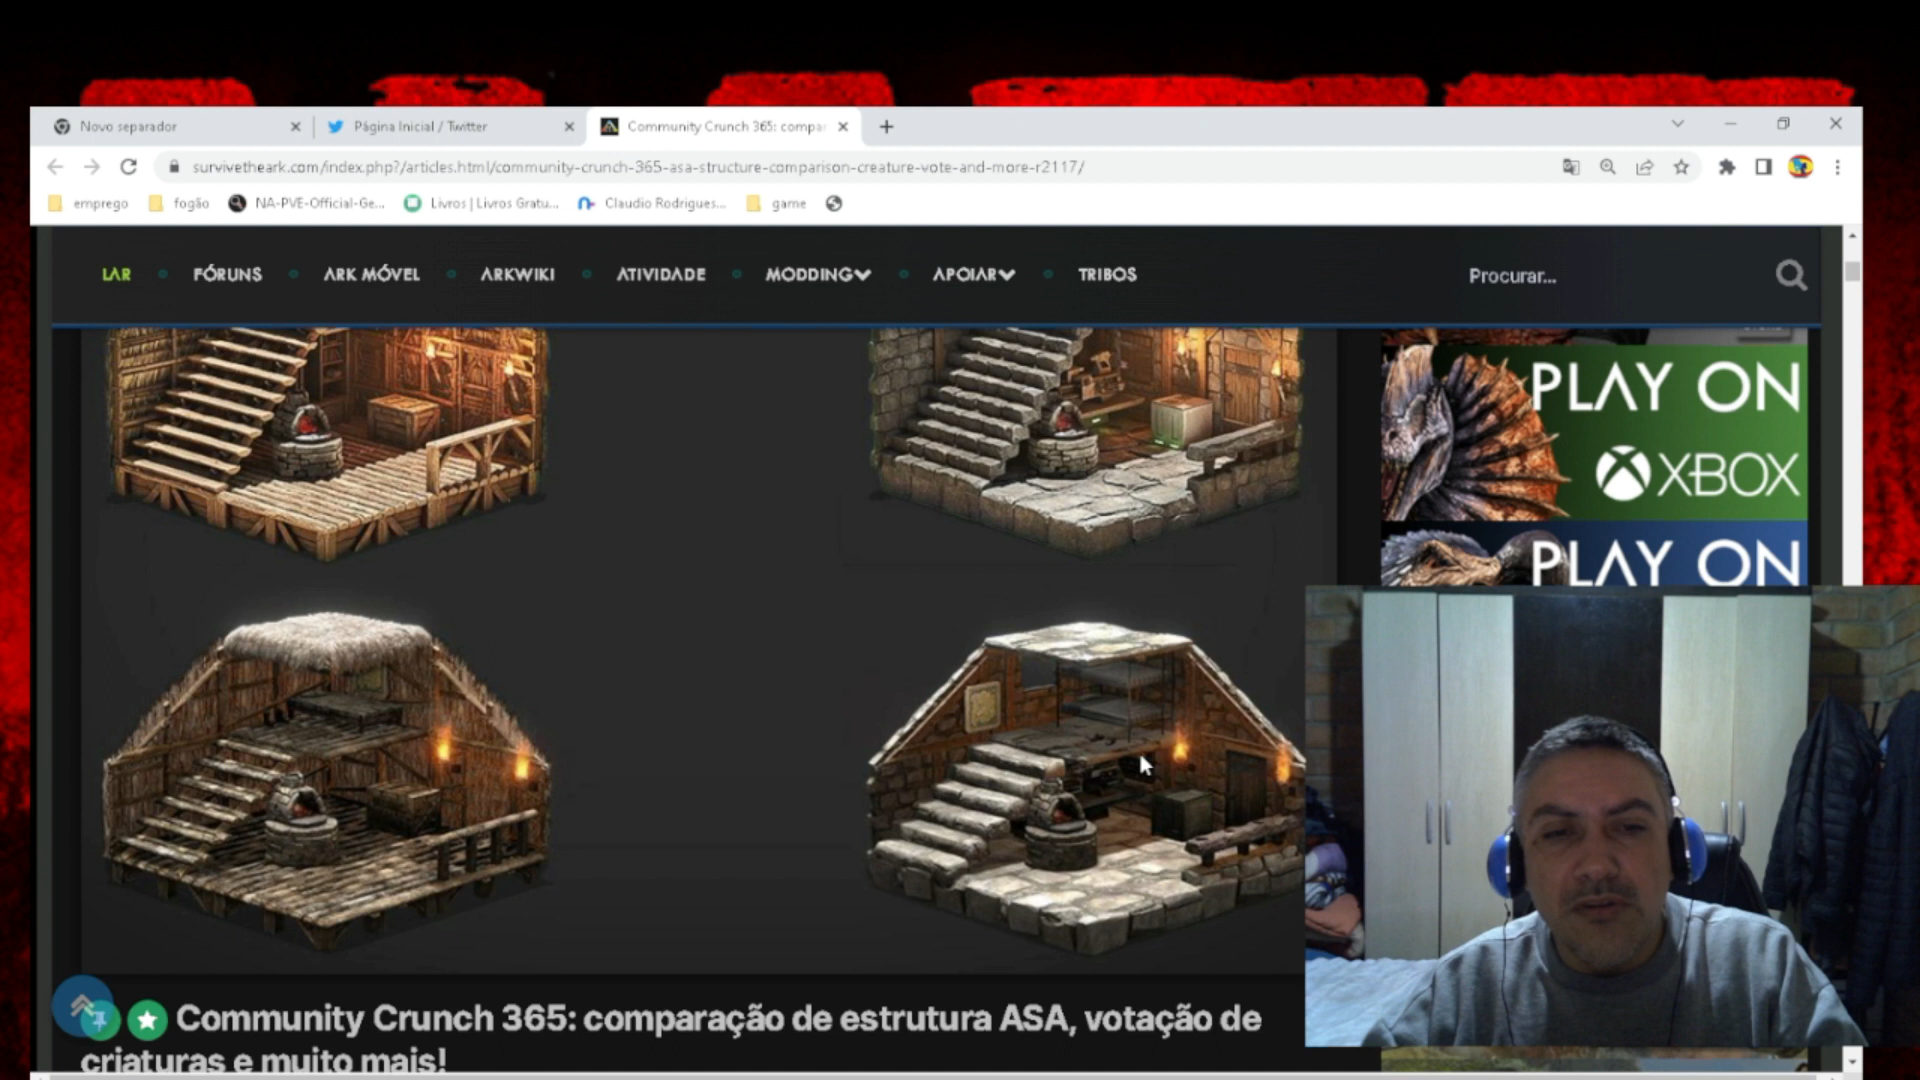 Novo separador
Página Inicial / Twitter
Community Crunch 365: compar
survivetheark.com/index.php?/articles.html/community-crunch-365-asa-structure-comparison-creature-vote-and-more-r2117/
emprego
fogão
NA-PVE-Official-Ge...
Livros | Livros Gratu...
Claudio Rodrigues...
game
LAR
FÓRUNS
ARK MÓVEL
ARKWIKI
ATIVIDADE
MODDING
APOIAR
TRIBOS
Procurar...
PLAY ON
XBOX
PLAY ON
Community Crunch 365: comparação de estrutura ASA, votação de
criaturas e muito mais!